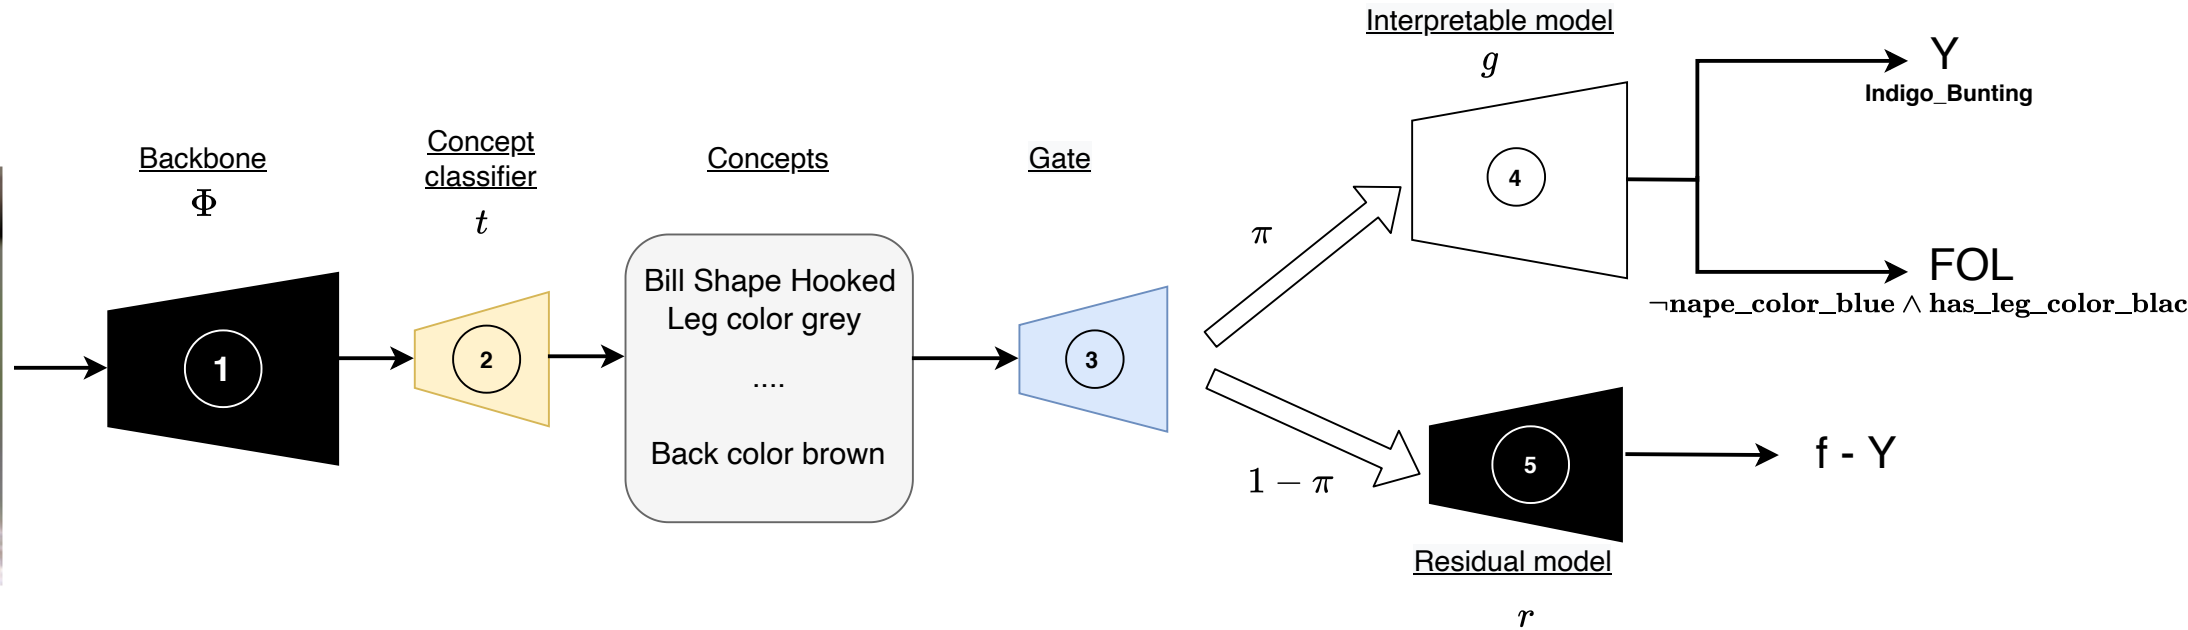 Backbone
Φ
1
Concept
classifier
t
2
Concepts
Bill Shape Hooked
Leg color grey
....
Back color brown
Gate
3
π
1 − π
Interpretable model
g
4
Y
Indigo_Bunting
FOL
¬nape_color_blue ∧ has_leg_color_blac
5
f - Y
Residual model
r